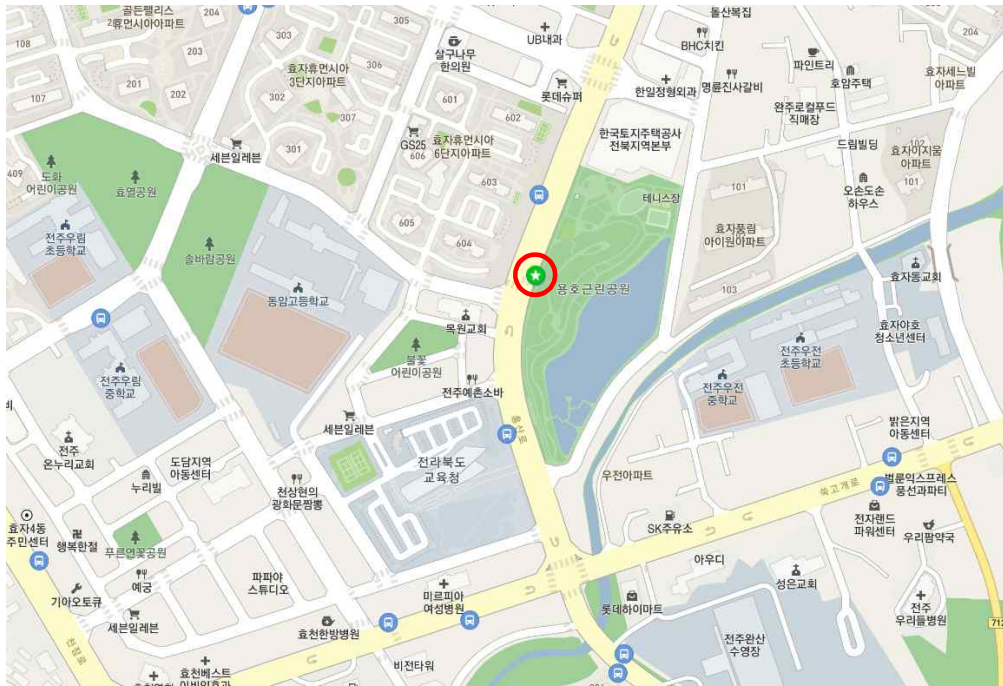 골든팰리스
휴먼시아아파트
204
203
201
202
108
107
305
303
306
효자휴먼시아
3단지아파트
307
301
세븐일레븐
살구나무
한의원
UB내과
롯데슈퍼
601
602
GS25
606
효자휴먼시아
6단지아파트
603
605
604
돌산복집
BHC치킨
한일정형외과
명륜진사갈비
파인트리
호암주택
204
효자세느빌
아파트
완주로컬푸드
직매장
한국토지주택공사
전북지역본부
드림빌딩
102
효자이지움
아파트
101
오손도손
하우스
테니스장
101
효자풍림
아이원아파트
103
409
도화
어린이공원
효열공원
전주우림
초등학교
솔바람공원
동암고등학교
용호근린공원
효자동교회
효자야호
청소년센터
전주우전
초등학교
전주우전
중학교
목원교회
불꽃
어린이공원
전주예촌소바
전주우림
중학교
세븐일레븐
홍산로
전라북도
교육청
우전아파트
밝은지역
아동센터
벌룬익스프레스
풍선과파티
쑥고개로
비
전주
온누리교회
도담지역
아동센터
누리빌
천상현의
광화문짬뽕
SK주유소
전자랜드
파워센터
우리팜약국
효자4동
주민센터
행복한절
푸른연꽃공원
예궁
기아오토큐
파파야
스튜디오
세븐일레븐
미르피아
여성병원
아우디
성은교회
롯데하이마트
전주
우리들병원
712
효천한방병원
전주완산
수영장
비전타워
효천베스트